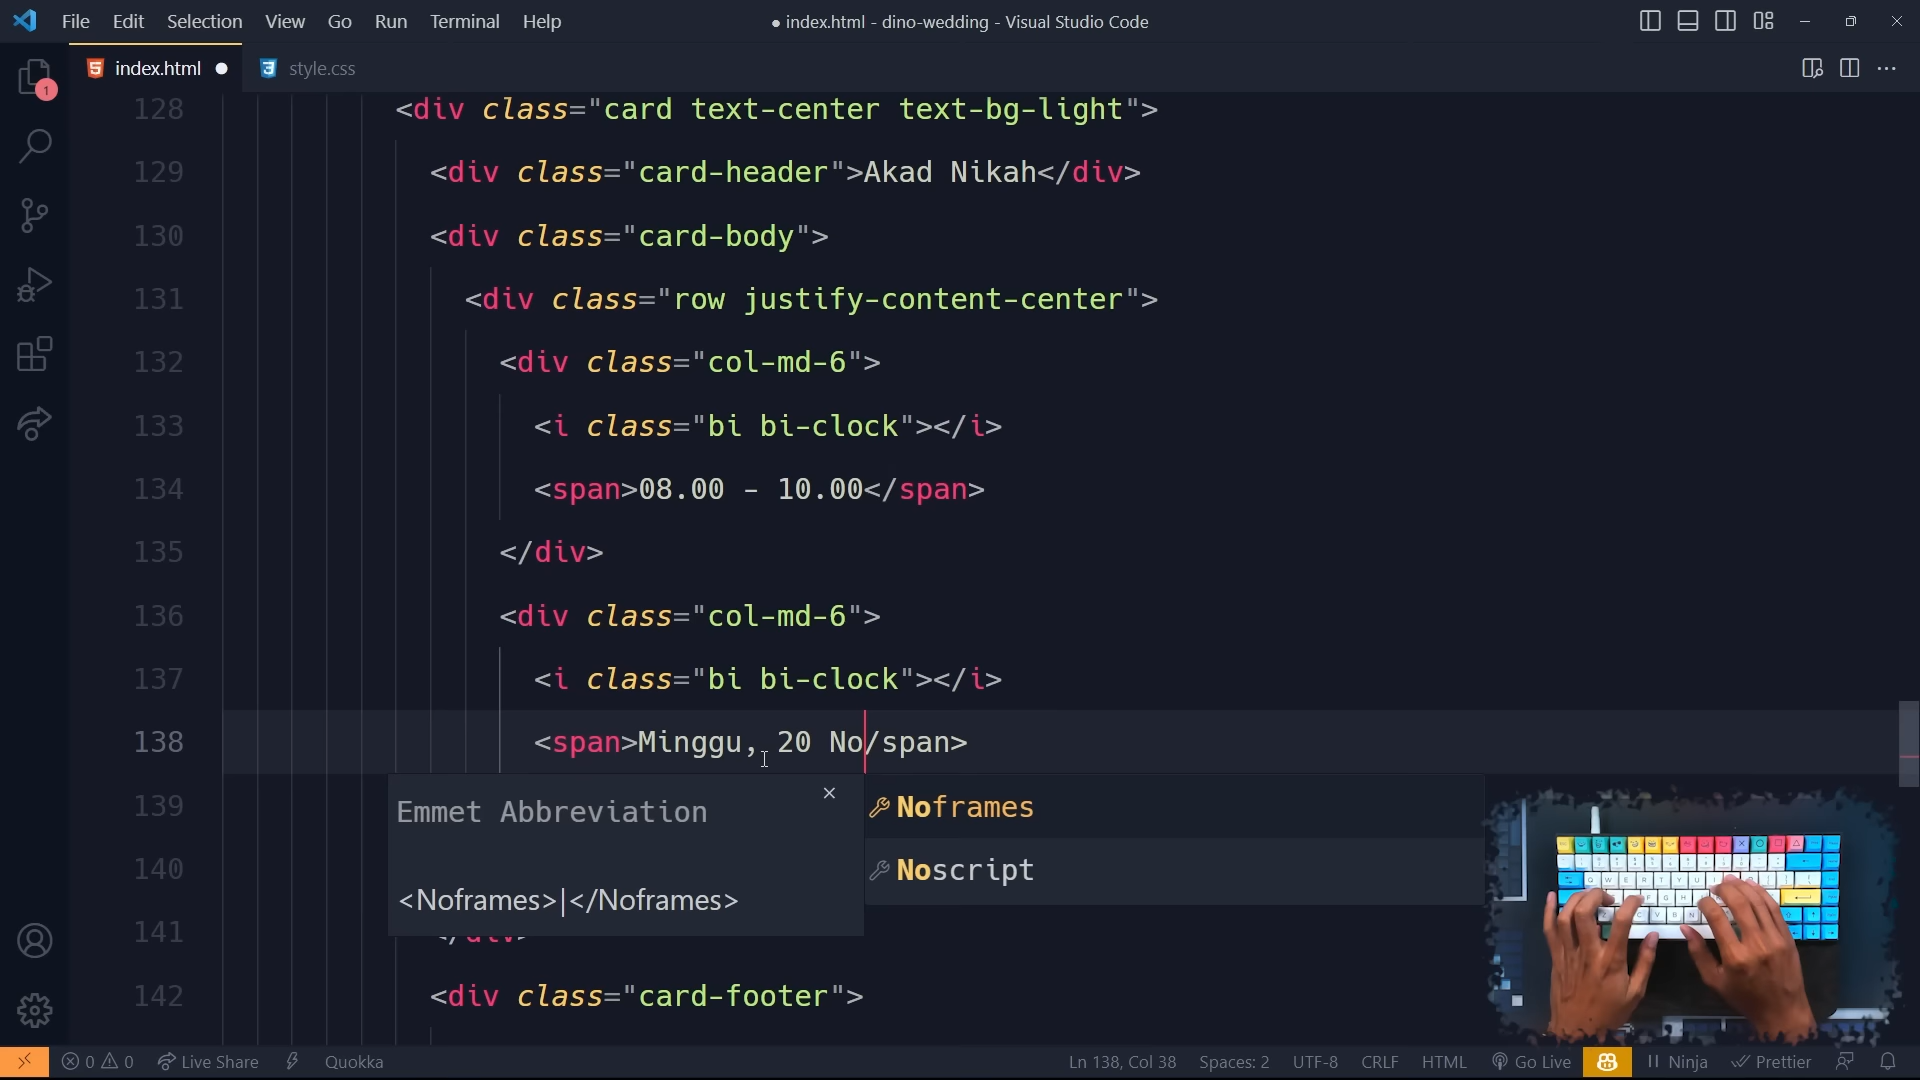 File Edit Selection View Go Run Terminal Help ● index.html - dino-wedding - Visual Studio Code
index.html ● style.css
1
128 <div class="card text-center text-bg-light">
129 <div class="card-header">Akad Nikah</div>
130 <div class="card-body">
131 <div class="row justify-content-center">
132 <div class="col-md-6">
133 <i class="bi bi-clock"></i>
134 <span>08.00 - 10.00</span>
135 </div>
136 <div class="col-md-6">
137 <i class="bi bi-clock"></i>
138 <span>Minggu, 20 No/span>
139
Emmet Abbreviation
<Noframes>|</Noframes>
Noframes
Noscript
140
141 </div>
142 <div class="card-footer">
0 0 Live Share Quokka Ln 138, Col 38 Spaces: 2 UTF-8 CRLF HTML Go Live Ninja Prettier